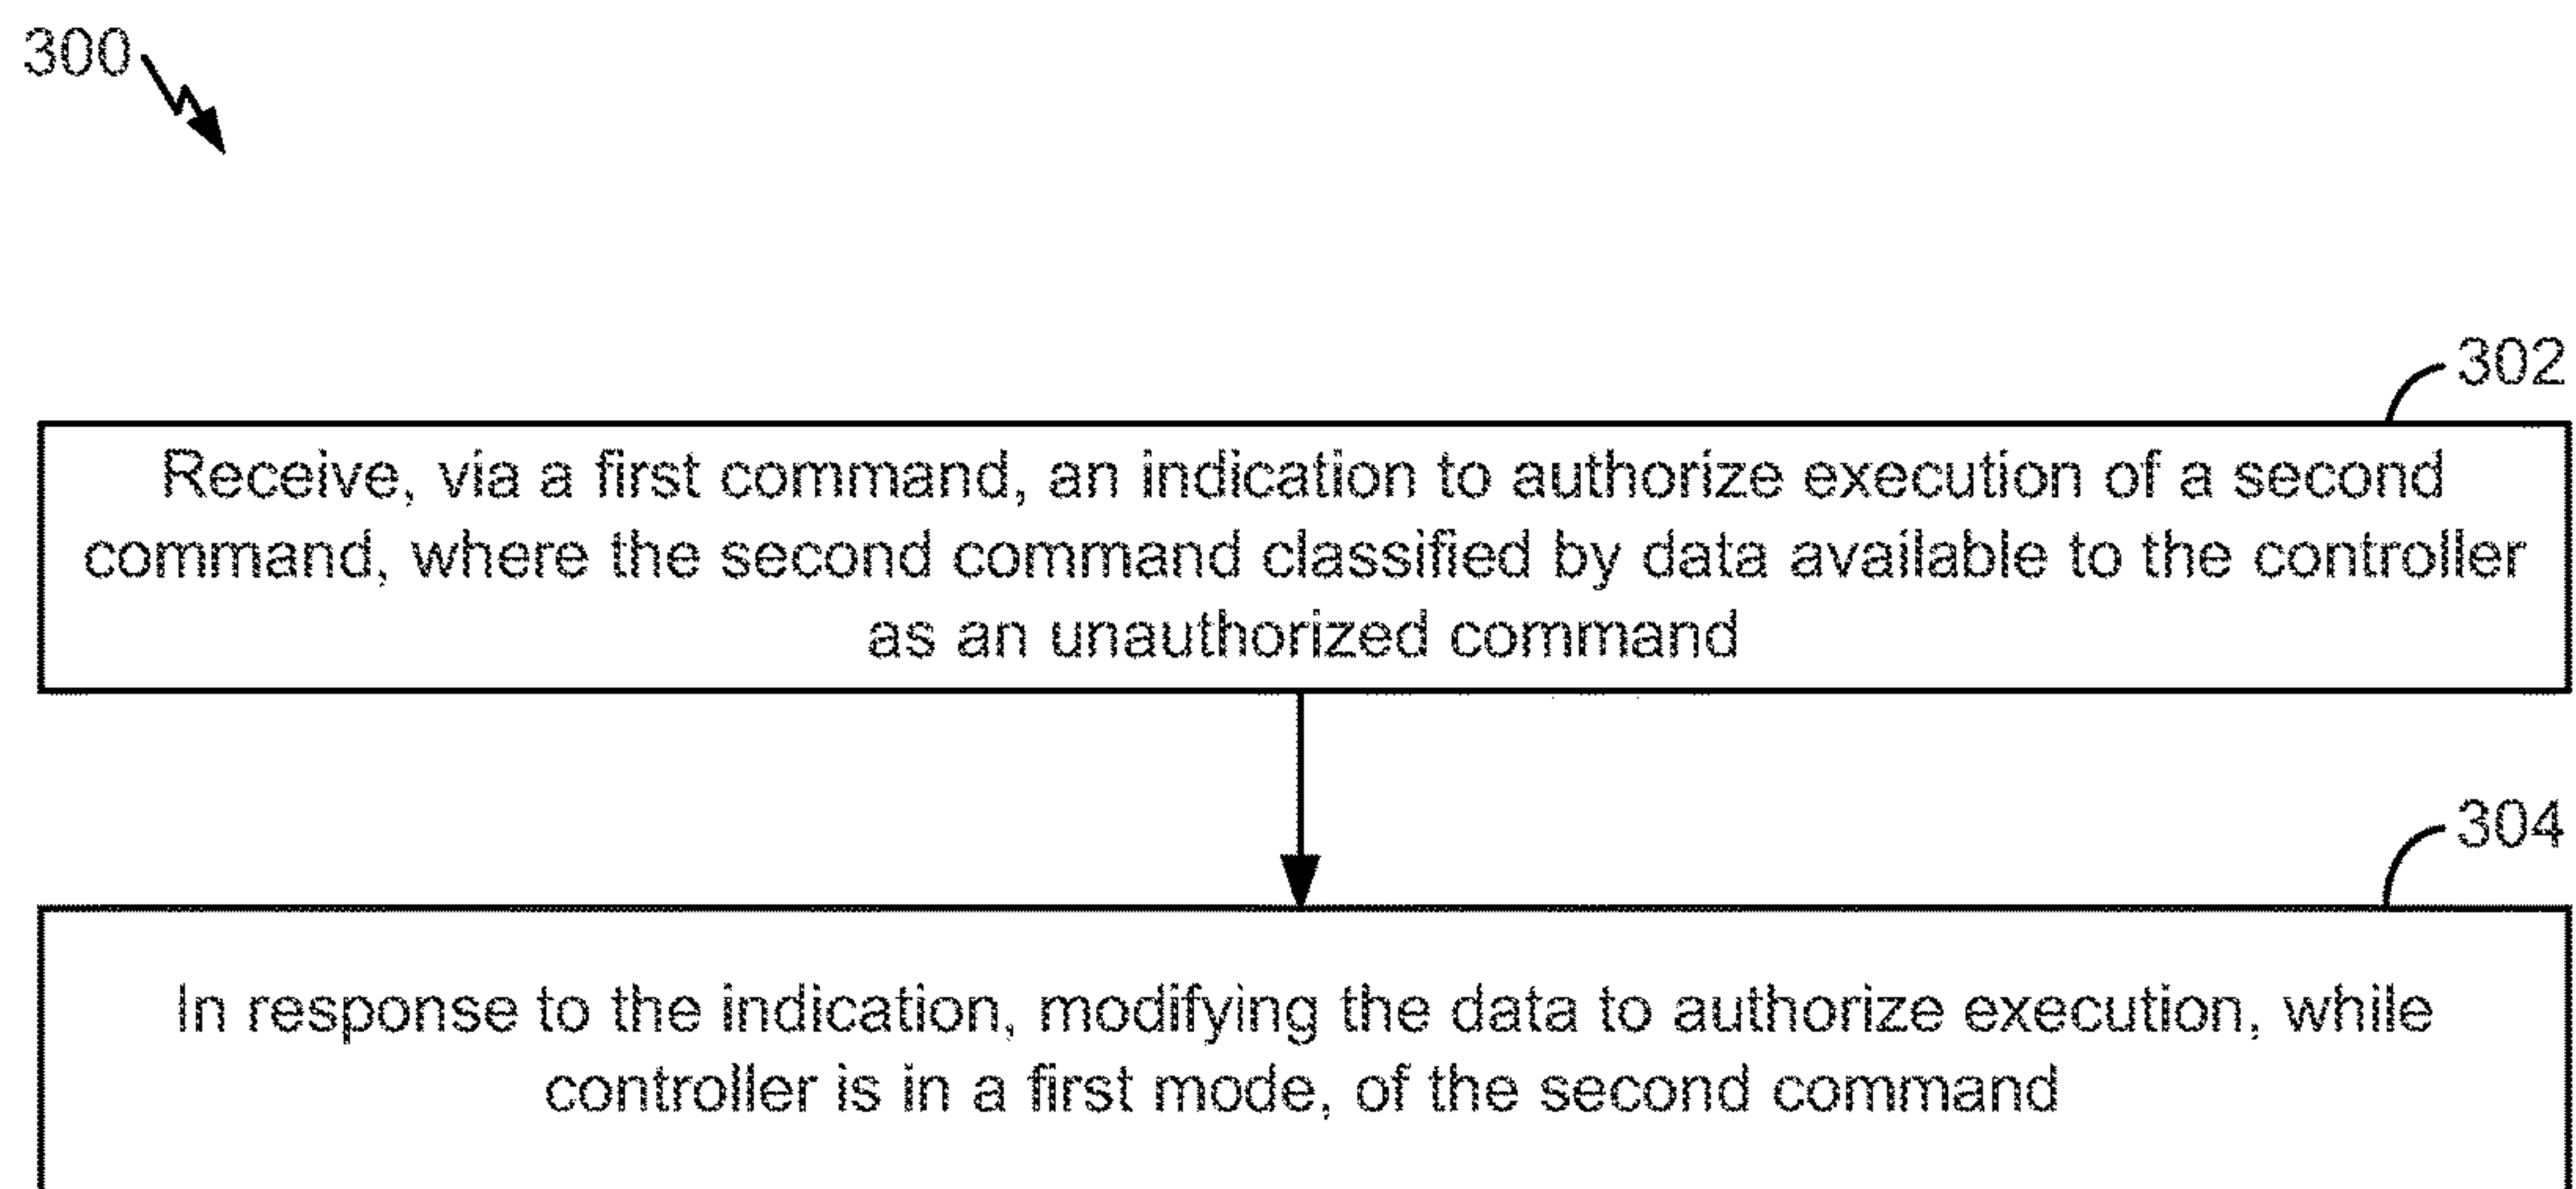 300
302
Receive, via a first command, an indication to authorize execution of a second
command, where the second command classified by data available to the controller
as an unauthorized command
304
In response to the indication, modifying the data to authorize execution, while
controller is in a first mode, of the second command